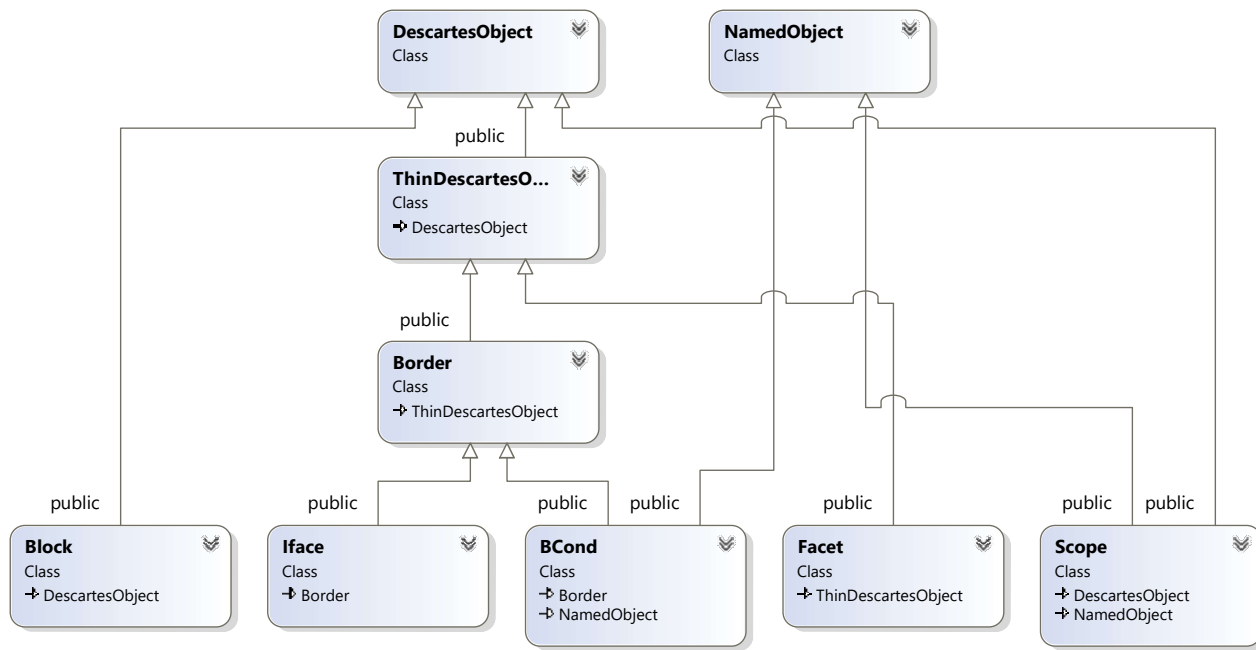 DescartesObject
Class
NamedObject
Class
public
ThinDescartesO...
Class
DescartesObject
public
Border
Class
ThinDescartesObject
public
public
public
public
public
public
public
Block
Class
DescartesObject
Iface
Class
Border
BCond
Class
Border
NamedObject
Facet
Class
ThinDescartesObject
Scope
Class
DescartesObject
NamedObject